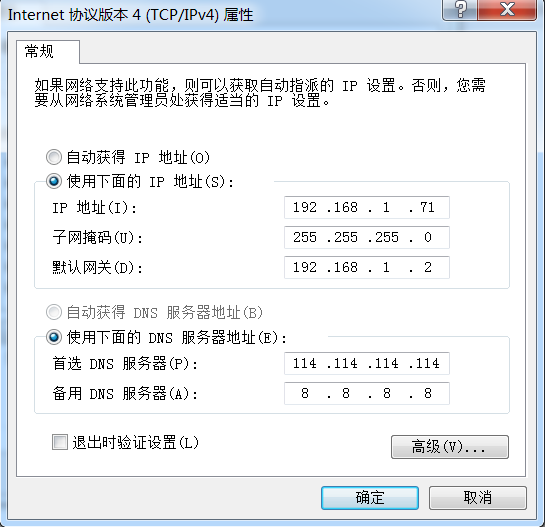 Internet 协议版本 4 (TCP/IPv4) 属性
常规
如果网络支持此功能，则可以获取自动指派的 IP 设置。否则，您需
要从网络系统管理员处获得适当的 IP 设置。
自动获得 IP 地址(O)
使用下面的 IP 地址(S):
IP 地址(I): 192 .168 . 1 .71
子网掩码(U): 255 .255 .255 . 0
默认网关(D): 192 .168 . 1 . 2
自动获得 DNS 服务器地址(B)
使用下面的 DNS 服务器地址(E):
首选 DNS 服务器(P): 114 .114 .114 .114
备用 DNS 服务器(A): 8 . 8 . 8 . 8
退出时验证设置(L)
高级(V)...
确定
取消